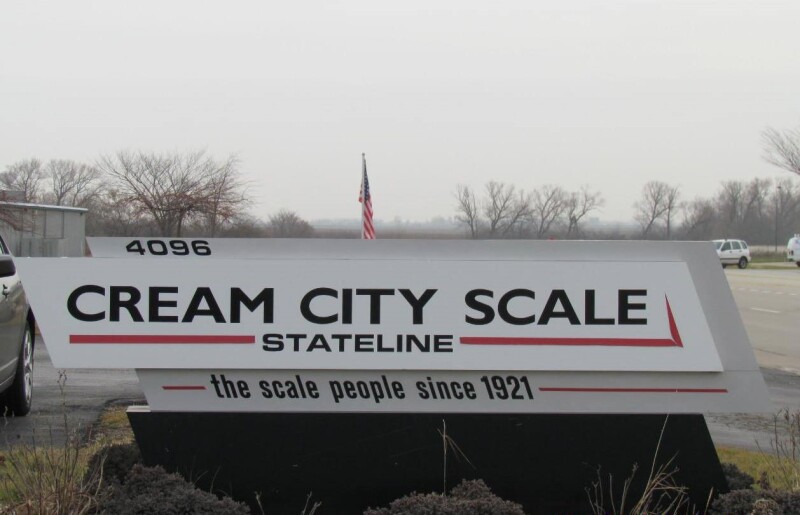 4096
CREAM CITY SCALE
STATELINE
the scale people since 1921